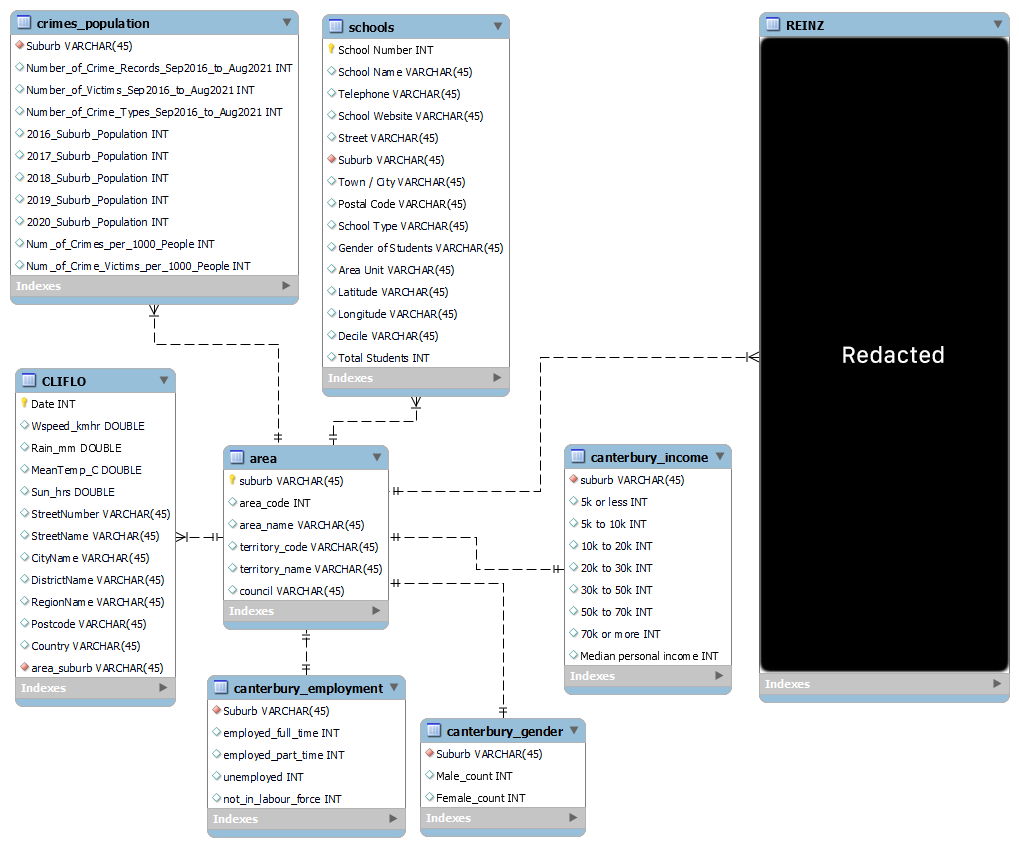 crimes_population
Suburb VARCHAR(45)
Number_of_Crime_Records_Sep2016_to_Aug2021 INT
Number_of_Victims_Sep2016_to_Aug2021 INT
Number_of_Crime_Types_Sep2016_to_Aug2021 INT
2016_Suburb_Population INT
2017_Suburb_Population INT
2018_Suburb_Population INT
2019_Suburb_Population INT
2020_Suburb_Population INT
Num_of_Crimes_per_1000_People INT
Num_of_Crime_Victims_per_1000_People INT
Indexes
schools
School Number INT
School Name VARCHAR(45)
Telephone VARCHAR(45)
School Website VARCHAR(45)
Street VARCHAR(45)
Suburb VARCHAR(45)
Town / City VARCHAR(45)
Postal Code VARCHAR(45)
School Type VARCHAR(45)
Gender of Students VARCHAR(45)
Area Unit VARCHAR(45)
Latitude VARCHAR(45)
Longitude VARCHAR(45)
Decile VARCHAR(45)
Total Students INT
Indexes
REINZ
Redacted
Indexes
CLIFLO
Date INT
Wspeed_kmhr DOUBLE
Rain_mm DOUBLE
MeanTemp_C DOUBLE
Sun_hrs DOUBLE
StreetNumber VARCHAR(45)
StreetName VARCHAR(45)
CityName VARCHAR(45)
DistrictName VARCHAR(45)
RegionName VARCHAR(45)
Postcode VARCHAR(45)
Country VARCHAR(45)
area_suburb VARCHAR(45)
Indexes
area
suburb VARCHAR(45)
area_code INT
area_name VARCHAR(45)
territory_code VARCHAR(45)
territory_name VARCHAR(45)
council VARCHAR(45)
Indexes
canterbury_income
suburb VARCHAR(45)
5k or less INT
5k to 10k INT
10k to 20k INT
20k to 30k INT
30k to 50k INT
50k to 70k INT
70k or more INT
Median personal income INT
Indexes
canterbury_employment
Suburb VARCHAR(45)
employed_full_time INT
employed_part_time INT
unemployed INT
not_in_labour_force INT
Indexes
canterbury_gender
Suburb VARCHAR(45)
Male_count INT
Female_count INT
Indexes